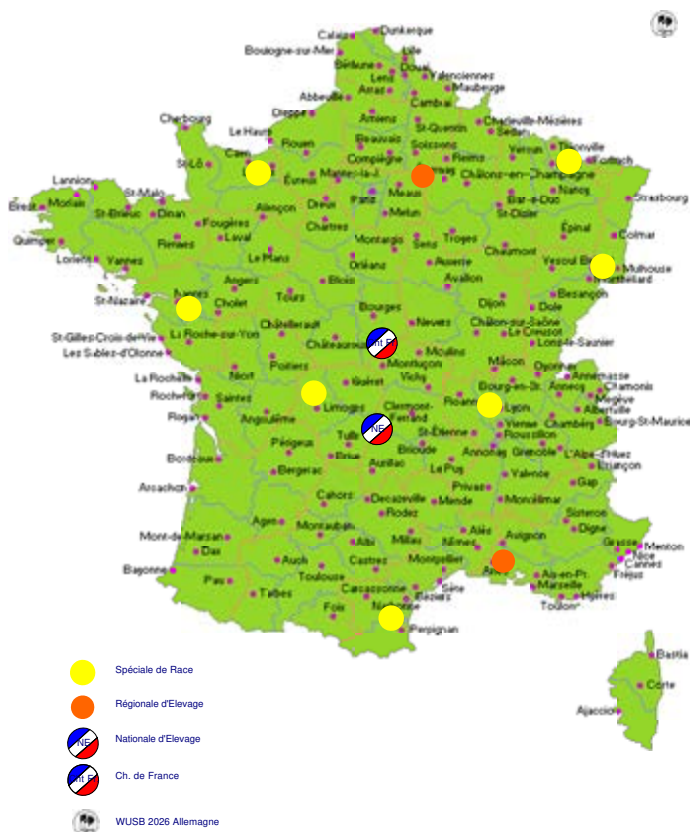 Calais
Dunkerque
Boulogne-sur-Mer
Lille
Béthune
Douai
Lens
Valenciennes
Arras
Maubeuge
Abbeville
Cambrai
Dieppe
Amiens
Charleville-Mézières
Cherbourg
St-Quentin
Sedan
Le Havre
Beauvais
Soissons
Thionville
Rouen
Verdun
Forbach
St-Lô
Caen
Compiègne
Reims
Mantes-la-J.
Châlons-en-Champagne
Évreux
Meaux
Nancy
Lannion
Paris
Bar-le-Duc
Strasbourg
St-Malo
Dreux
Brest
Morlaix
Alençon
Melun
St-Dizier
St-Brieuc
Dinan
Fougères
Chartres
Épinal
Troyes
Colmar
Quimper
Rennes
Laval
Montargis
Sens
Chaumont
Lorient
Vannes
Le Mans
Orléans
Auxerre
Vesoul
Mulhouse
Angers
Blois
Avallon
Montbéliard
St-Nazaire
Nantes
Tours
Besançon
Cholet
Bourges
Dijon
Dole
Châtellerault
Nevers
Châlon-sur-Saône
St-Gilles-Croix-de-Vie
La Roche-sur-Yon
Le Creusot
Châteauroux
nt F
Lons-le-Saunier
Les Sables-d'Olonne
Moulins
Poitiers
Montluçon
Mâcon
Oyonnax
La Rochelle
Niort
Guéret
Vichy
Bourg-en-Br.
Annemasse
Annecy
Chamonix
Rochefort
Saintes
Roanne
Megève
Limoges
Clermont-Ferrand
Lyon
Albertville
Royan
Angoulême
NE
Vienne
Chambéry
Bourg-St-Maurice
Tulle
St-Étienne
Roussillon
Périgueux
Brive
Brioude
Annonay
Grenoble
L'Albe-d'Huez
Bordeaux
Aurillac
Le Puy
Briançon
Bergerac
Valence
Arcachon
Privas
Gap
Cahors
Decazeville
Mende
Montélimar
Rodez
Sisteron
Agen
Montauban
Alès
Digne
Mont-de-Marsan
Albi
Millau
Nîmes
Avignon
Grasse
Menton
Dax
Nice
Auch
Castres
Montpellier
Cannes
Bayonne
Toulouse
Aix-en-Pr.
Fréjus
Pau
Carcassonne
Sète
Marseille
Tarbes
Béziers
Hyères
Foix
Narbonne
Toulon
Perpignan
Bastia
Corte
Ajaccio
Spéciale de Race
Régionale d'Elevage
NE
Nationale d'Elevage
nt F
Ch. de France
WUSB 2026 Allemagne